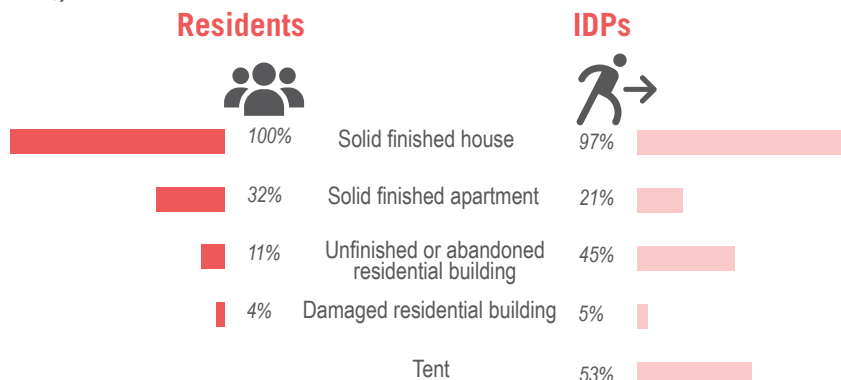 Residents IDPs
100% Solid finished house 97%
32% Solid finished apartment 21%
11% Unfinished or abandoned residential building 45%
4% Damaged residential building 5%
Tent 53%